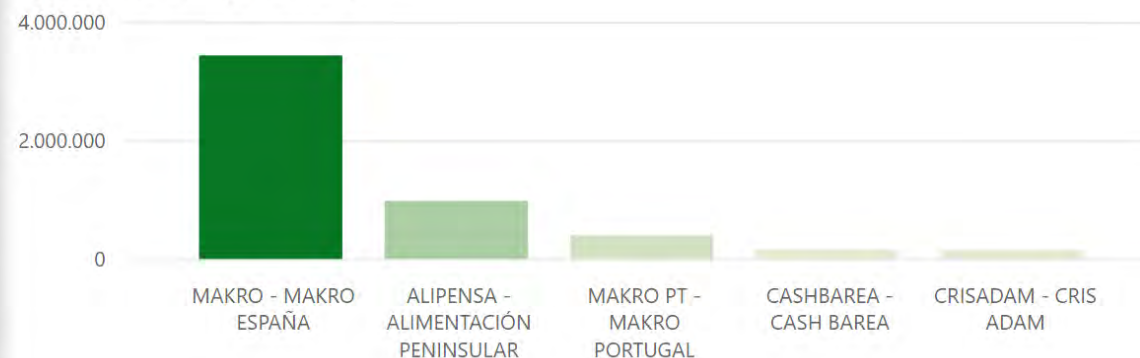 4.000.000
2.000.000
0
MAKRO - MAKRO
ESPAÑA
ALIPENSA -
ALIMENTACIÓN
PENINSULAR
MAKRO PT -
MAKRO
PORTUGAL
CASHBAREA -
CASH BAREA
CRISADAM - CRIS
ADAM